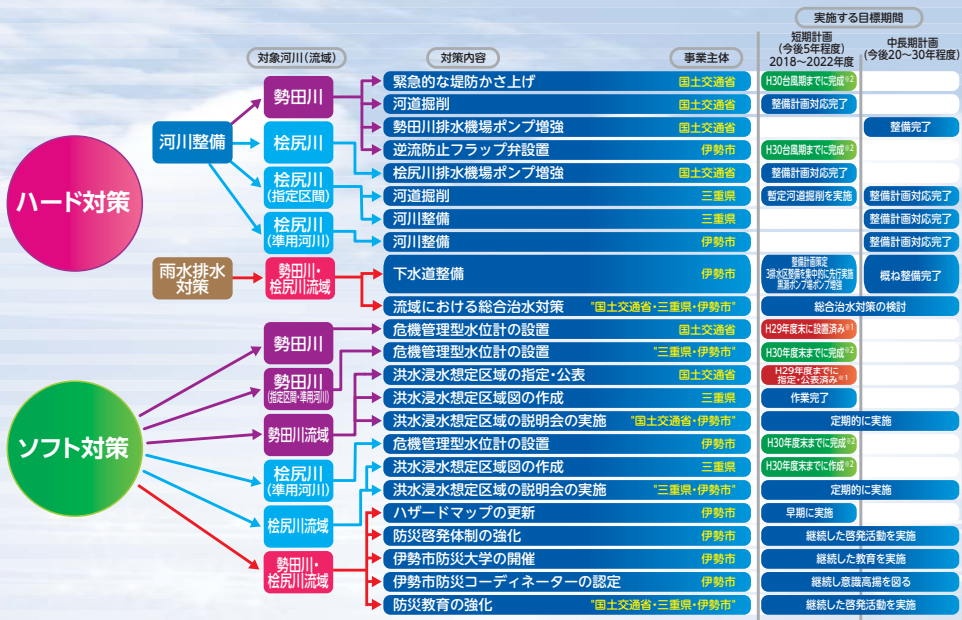 実施する目標期間
対象河川(流域)
対策内容
事業主体
短期計画
(今後5年程度)
2018～2022年度
中長期計画
(今後20～30年程度)
ハード対策
河川整備
勢田川
緊急的な堤防かさ上げ 国土交通省 H30台風期までに完成※2
河道掘削 国土交通省 整備計画対応完了
勢田川排水機場ポンプ増強 国土交通省 整備完了
逆流防止フラップ弁設置 伊勢市 H30台風期までに完成※2
桧尻川
桧尻川排水機場ポンプ増強 国土交通省 整備計画対応完了
桧尻川
(指定区間)
河道掘削 三重県 暫定河道掘削を実施 整備計画対応完了
河川整備 三重県 整備計画対応完了
桧尻川
(準用河川)
河川整備 伊勢市 整備計画対応完了
雨水排水
対策
勢田川・
桧尻川流域
下水道整備 伊勢市
整備計画策定
3排水区整備を集中的に先行実施
黒瀬ポンプ場ポンプ増強
概ね整備完了
流域における総合治水対策 "国土交通省・三重県・伊勢市" 総合治水対策の検討
ソフト対策
勢田川
危機管理型水位計の設置 国土交通省 H29年度末に設置済み※1
勢田川
(指定区間・準用河川)
危機管理型水位計の設置 "三重県・伊勢市" H30年度末までに完成※2
勢田川流域
洪水浸水想定区域の指定・公表 国土交通省
H29年度までに
指定・公表済み※1
洪水浸水想定区域図の作成 三重県 作業完了
洪水浸水想定区域の説明会の実施 "国土交通省・三重県・伊勢市" 定期的に実施
桧尻川
(準用河川)
危機管理型水位計の設置 伊勢市 H30年度末までに完成※2
桧尻川流域
洪水浸水想定区域図の作成 三重県 H30年度末までに作成※2
洪水浸水想定区域の説明会の実施 "三重県・伊勢市" 定期的に実施
勢田川・
桧尻川流域
ハザードマップの更新 伊勢市 早期に実施
防災啓発体制の強化 伊勢市 継続した啓発活動を実施
伊勢市防災大学の開催 伊勢市 継続した教育を実施
伊勢市防災コーディネーターの認定 伊勢市 継続し意識高揚を図る
防災教育の強化 "国土交通省・三重県・伊勢市" 継続した啓発活動を実施